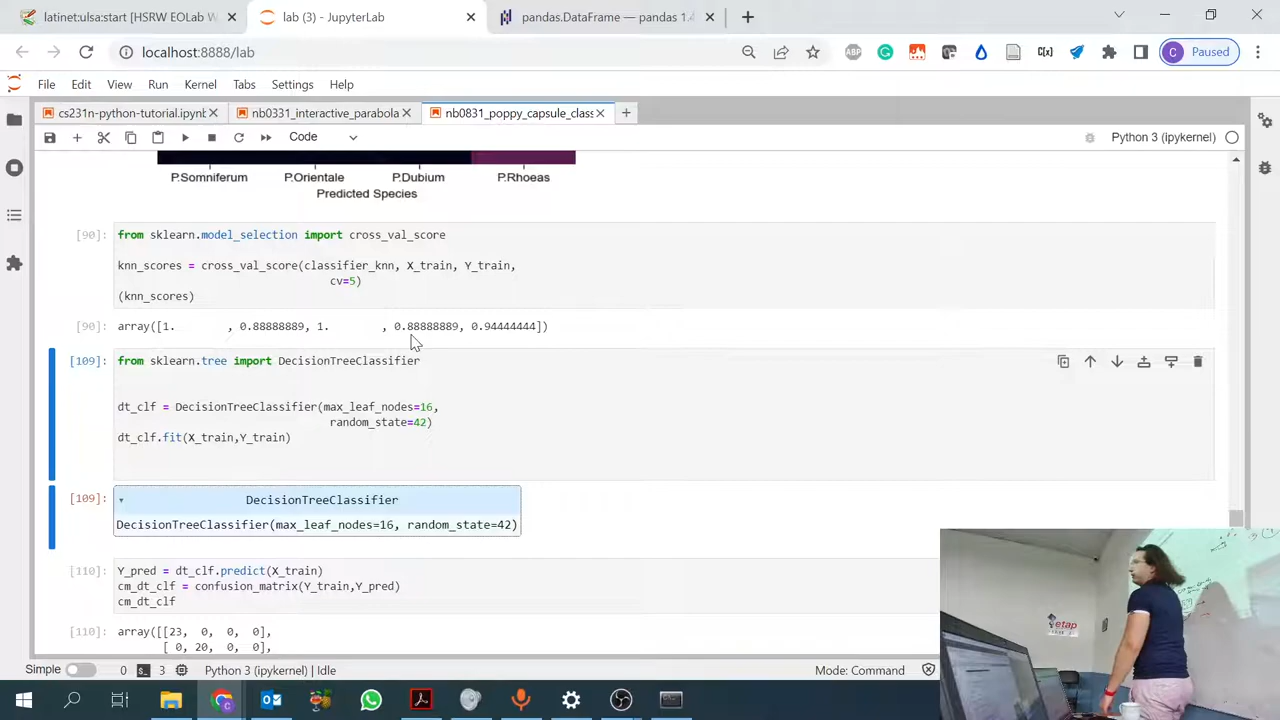 latinet:ulsa:start [HSRW EOLab W
lab (3) - JupyterLab
pandas.DataFrame — pandas 1.4
localhost:8888/lab
Paused
File Edit View Run Kernel Tabs Settings Help
cs231n-python-tutorial.ipynb
nb0331_interactive_parabola
nb0831_poppy_capsule_class
Code
Python 3 (ipykernel)
P.Somniferum P.Orientale P.Dubium P.Rhoeas
Predicted Species
[90]:
from sklearn.model_selection import cross_val_score
knn_scores = cross_val_score(classifier_knn, X_train, Y_train,
cv=5)
(knn_scores)
[90]:
array([1. , 0.88888889, 1. , 0.88888889, 0.94444444])
[109]:
from sklearn.tree import DecisionTreeClassifier
dt_clf = DecisionTreeClassifier(max_leaf_nodes=16,
random_state=42)
dt_clf.fit(X_train,Y_train)
[109]:
DecisionTreeClassifier
DecisionTreeClassifier(max_leaf_nodes=16, random_state=42)
[110]:
Y_pred = dt_clf.predict(X_train)
cm_dt_clf = confusion_matrix(Y_train,Y_pred)
cm_dt_clf
[110]:
array([[23, 0, 0, 0],
[ 0, 20, 0, 0],
etap
Simple 0 3 Python 3 (ipykernel) | Idle
Mode: Command